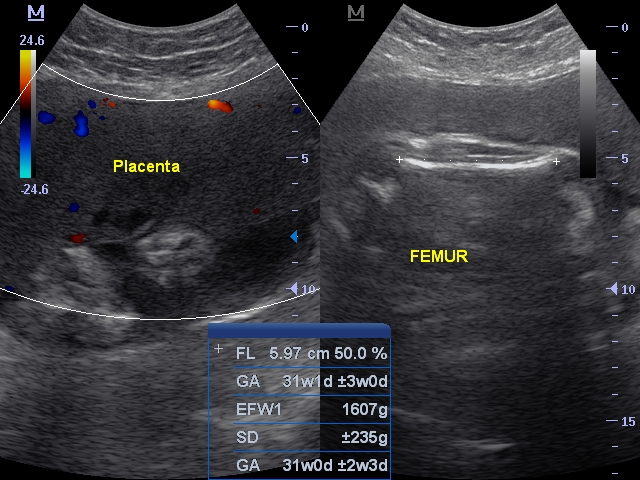 M
M
24.6
-24.6
0
5
10
0
5
10
15
Placenta
FEMUR
FL 5.97 cm 50.0 %
GA 31w1d ±3w0d
EFW1 1607g
SD ±235g
GA 31w0d ±2w3d